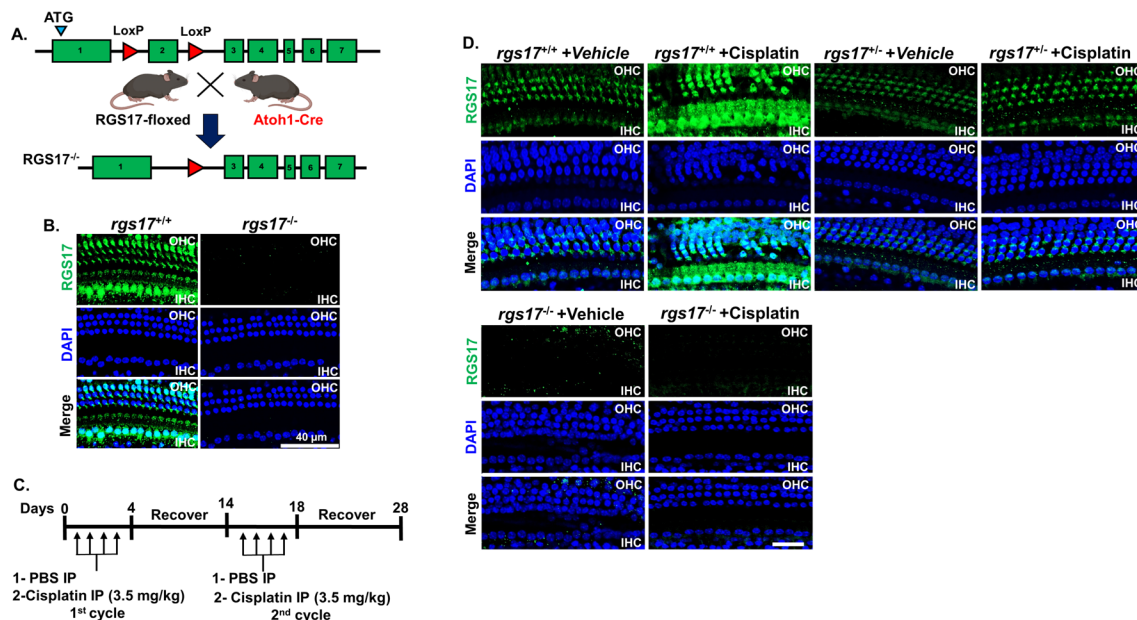 A.
ATG
LoxP
LoxP
1
2
3
4
5
6
7
RGS17-floxed
Atoh1-Cre
RGS17-/-
1
3
4
5
6
7
B.
rgs17+/+
rgs17-/-
RGS17
OHC
OHC
IHC
IHC
DAPI
OHC
OHC
IHC
IHC
Merge
OHC
OHC
IHC
IHC
40 µm
C.
Days 0
4
Recover
14
18
Recover
28
1- PBS IP
2-Cisplatin IP (3.5 mg/kg)
1st cycle
1- PBS IP
2- Cisplatin IP (3.5 mg/kg)
2nd cycle
D.
rgs17+/+ +Vehicle
rgs17+/+ +Cisplatin
rgs17+/- +Vehicle
rgs17+/- +Cisplatin
RGS17
OHC
OHC
OHC
OHC
IHC
IHC
IHC
IHC
DAPI
OHC
OHC
OHC
OHC
IHC
IHC
IHC
IHC
Merge
OHC
OHC
OHC
OHC
IHC
IHC
IHC
IHC
rgs17-/- +Vehicle
rgs17-/- +Cisplatin
RGS17
OHC
OHC
IHC
IHC
DAPI
OHC
OHC
IHC
IHC
Merge
OHC
OHC
IHC
IHC